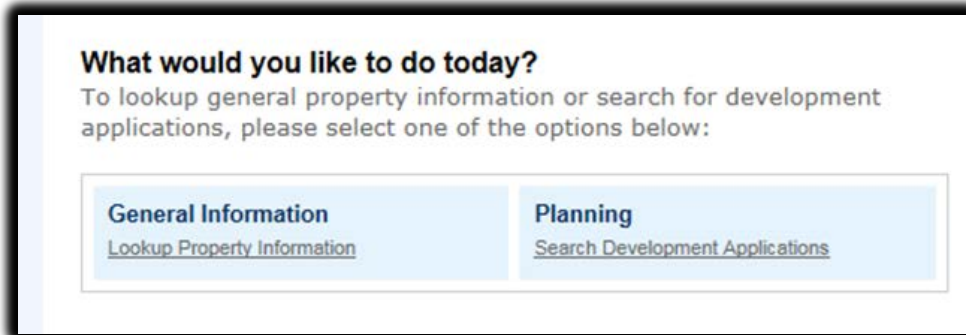 What would you like to do today?
To lookup general property information or search for development
applications, please select one of the options below:
General Information
Lookup Property Information
Planning
Search Development Applications